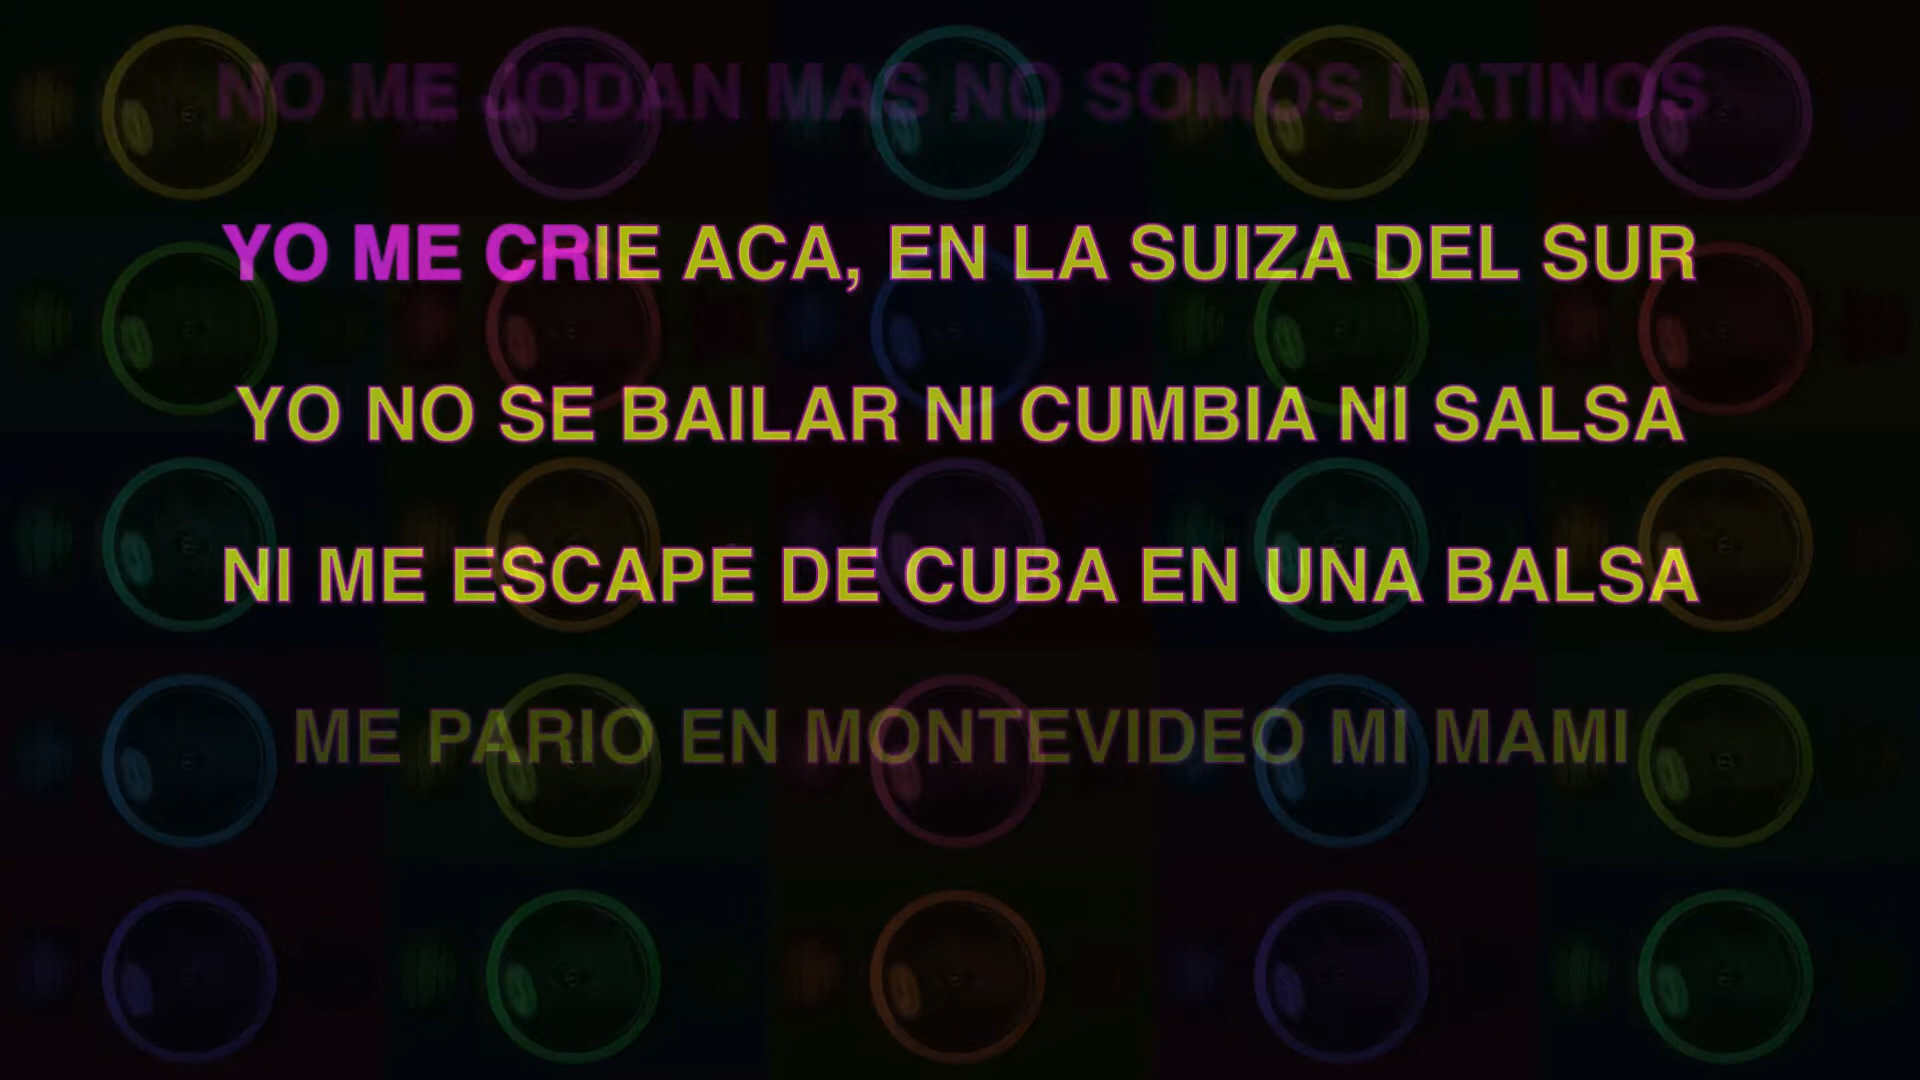 NO ME JODAN MAS NO SOMOS LATINOS
YO ME CRIE ACA, EN LA SUIZA DEL SUR
YO NO SE BAILAR NI CUMBIA NI SALSA
NI ME ESCAPE DE CUBA EN UNA BALSA
ME PARIO EN MONTEVIDEO MI MAMI